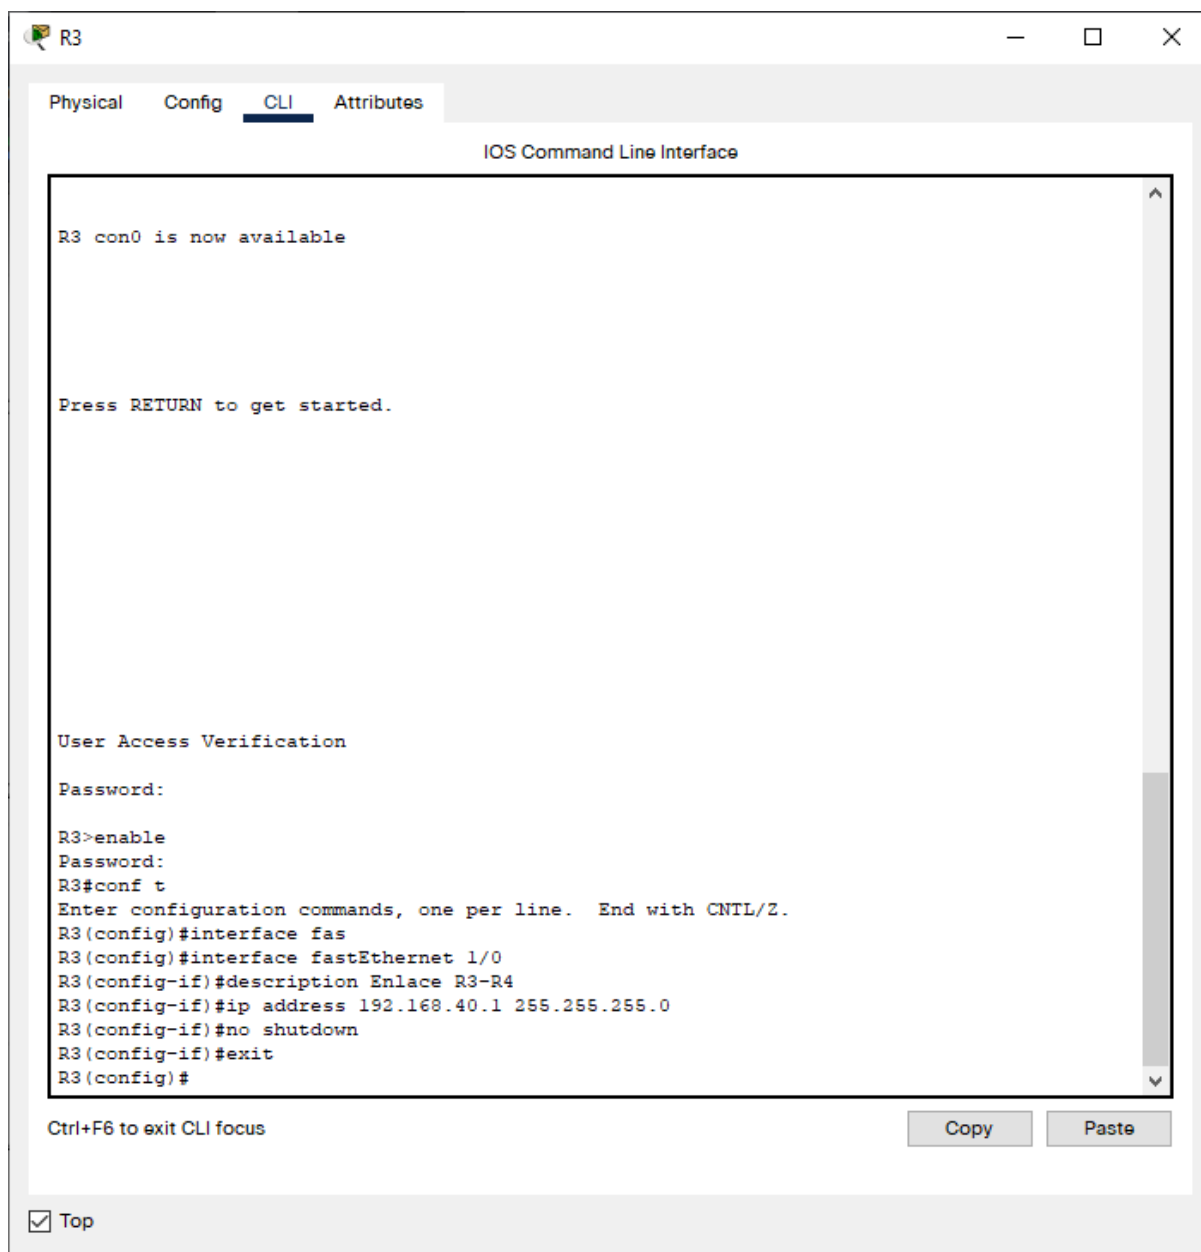 R3
Physical Config CLI Attributes
IOS Command Line Interface
R3 con0 is now available
Press RETURN to get started.
User Access Verification
Password:
R3>enable
Password:
R3#conf t
Enter configuration commands, one per line.  End with CNTL/Z.
R3(config)#interface fas
R3(config)#interface fastEthernet 1/0
R3(config-if)#description Enlace R3-R4
R3(config-if)#ip address 192.168.40.1 255.255.255.0
R3(config-if)#no shutdown
R3(config-if)#exit
R3(config)#
Ctrl+F6 to exit CLI focus
Copy Paste
Top